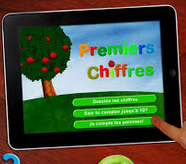 Premiers
Chiffres
Dessine les chiffres
Sais-tu compter jusqu'à 10?
Je compte les pommes!